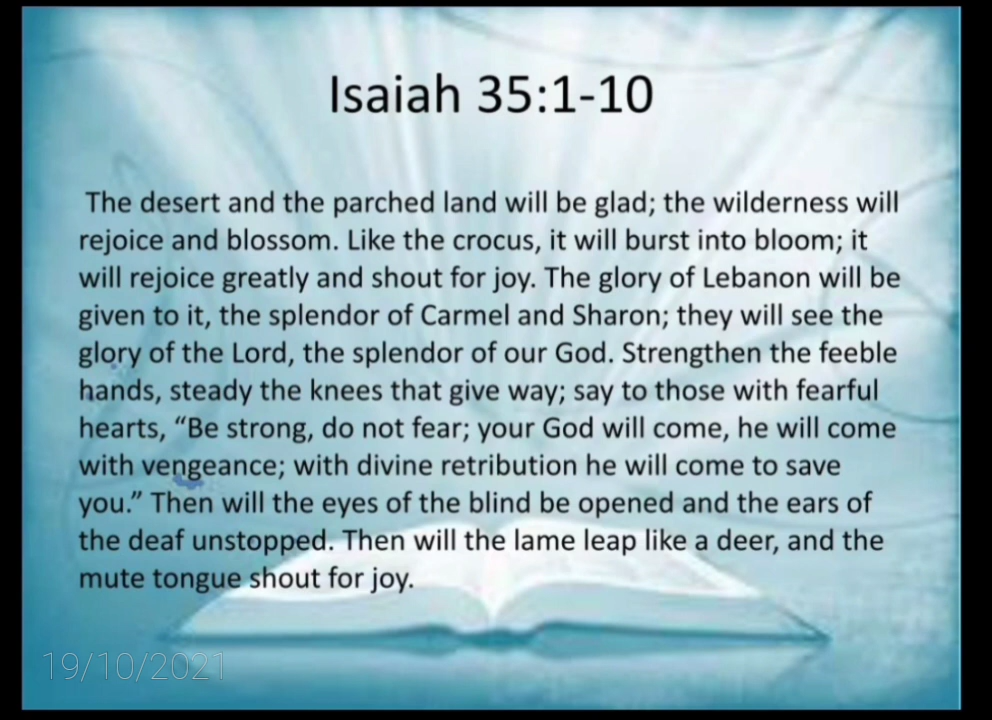 Isaiah 35:1-10
The desert and the parched land will be glad; the wilderness will
rejoice and blossom. Like the crocus, it will burst into bloom; it
will rejoice greatly and shout for joy. The glory of Lebanon will be
given to it, the splendor of Carmel and Sharon; they will see the
glory of the Lord, the splendor of our God. Strengthen the feeble
hands, steady the knees that give way; say to those with fearful
hearts, “Be strong, do not fear; your God will come, he will come
with vengeance; with divine retribution he will come to save
you.” Then will the eyes of the blind be opened and the ears of
the deaf unstopped. Then will the lame leap like a deer, and the
mute tongue shout for joy.
19/10/2021